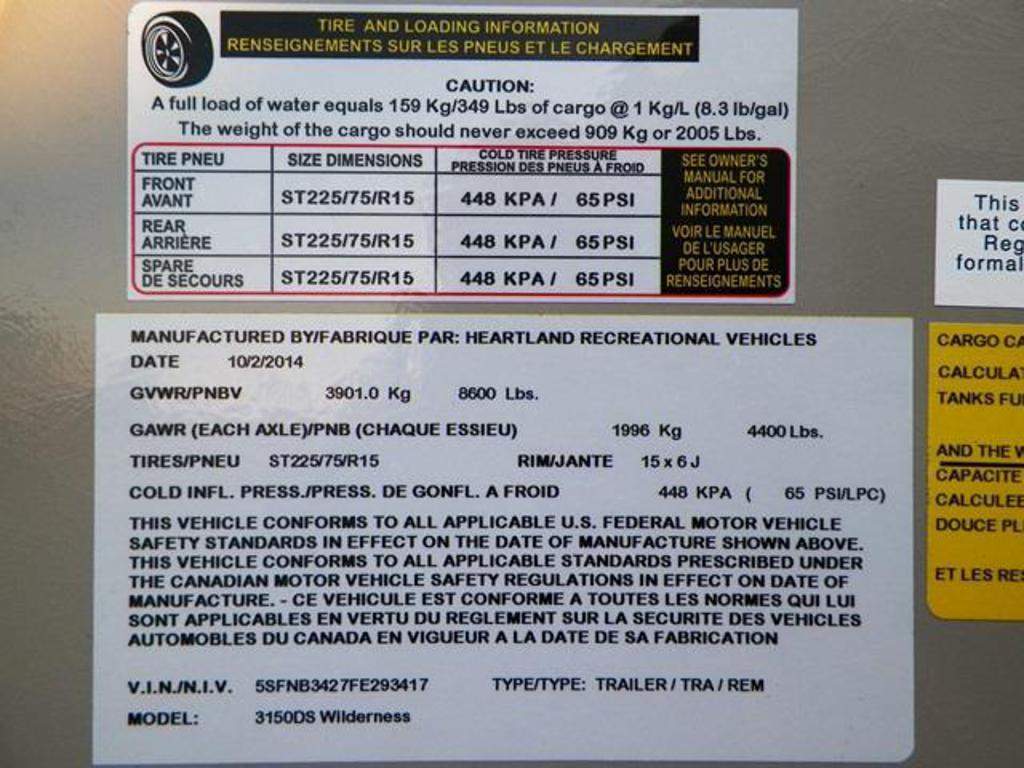 TIRE AND LOADING INFORMATION
RENSEIGNEMENTS SUR LES PNEUS ET LE CHARGEMENT
CAUTION:
A full load of water equals 159 Kg/349 Lbs of cargo @ 1 Kg/L (8.3 lb/gal)
The weight of the cargo should never exceed 909 Kg or 2005 Lbs.
TIRE PNEU SIZE DIMENSIONS COLD TIRE PRESSURE
PRESSION DES PNEUS À FROID
FRONT
AVANT ST225/75/R15 448 KPA / 65 PSI
REAR
ARRIÈRE ST225/75/R15 448 KPA / 65 PSI
SPARE
DE SECOURS ST225/75/R15 448 KPA / 65 PSI
SEE OWNER'S
MANUAL FOR
ADDITIONAL
INFORMATION
VOIR LE MANUEL
DE L'USAGER
POUR PLUS DE
RENSEIGNEMENTS
MANUFACTURED BY/FABRIQUE PAR: HEARTLAND RECREATIONAL VEHICLES
DATE 10/2/2014
GVWR/PNBV 3901.0 Kg 8600 Lbs.
GAWR (EACH AXLE)/PNB (CHAQUE ESSIEU) 1996 Kg 4400 Lbs.
TIRES/PNEU ST225/75/R15 RIM/JANTE 15 x 6 J
COLD INFL. PRESS./PRESS. DE GONFL. A FROID 448 KPA ( 65 PSI/LPC)
THIS VEHICLE CONFORMS TO ALL APPLICABLE U.S. FEDERAL MOTOR VEHICLE
SAFETY STANDARDS IN EFFECT ON THE DATE OF MANUFACTURE SHOWN ABOVE.
THIS VEHICLE CONFORMS TO ALL APPLICABLE STANDARDS PRESCRIBED UNDER
THE CANADIAN MOTOR VEHICLE SAFETY REGULATIONS IN EFFECT ON DATE OF
MANUFACTURE. - CE VEHICULE EST CONFORME A TOUTES LES NORMES QUI LUI
SONT APPLICABLES EN VERTU DU REGLEMENT SUR LA SECURITE DES VEHICLES
AUTOMOBLES DU CANADA EN VIGUEUR A LA DATE DE SA FABRICATION
V.I.N./N.I.V. 5SFNB3427FE293417 TYPE/TYPE: TRAILER / TRA / REM
MODEL: 3150DS Wilderness
This
that co
Reg
formal
CARGO CA
CALCULAT
TANKS FU
AND THE W
CAPACITE
CALCULEE
DOUCE PL
ET LES RES